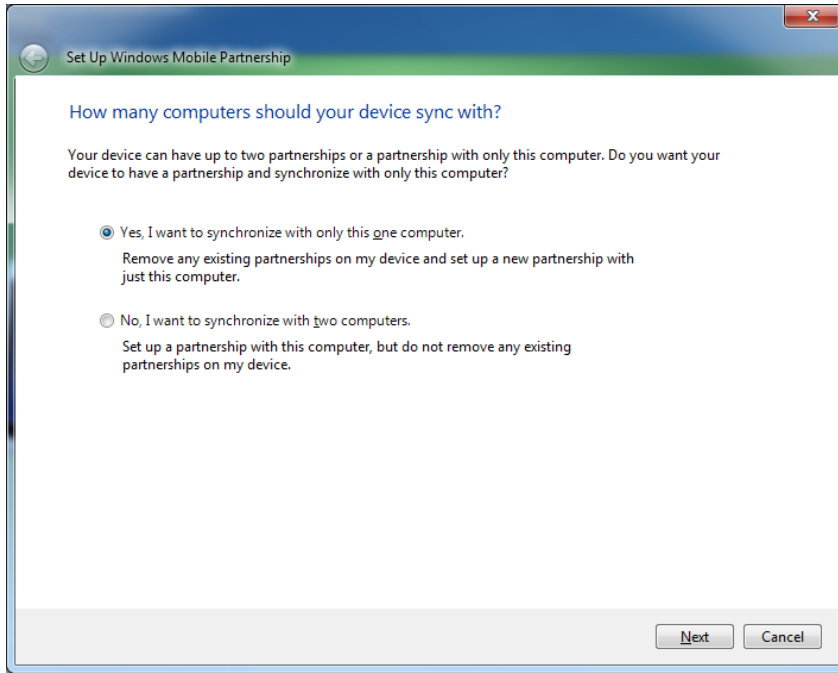 Set Up Windows Mobile Partnership
How many computers should your device sync with?
Your device can have up to two partnerships or a partnership with only this computer. Do you want your
device to have a partnership and synchronize with only this computer?
Yes, I want to synchronize with only this one computer.
Remove any existing partnerships on my device and set up a new partnership with
just this computer.
No, I want to synchronize with two computers.
Set up a partnership with this computer, but do not remove any existing
partnerships on my device.
Next Cancel